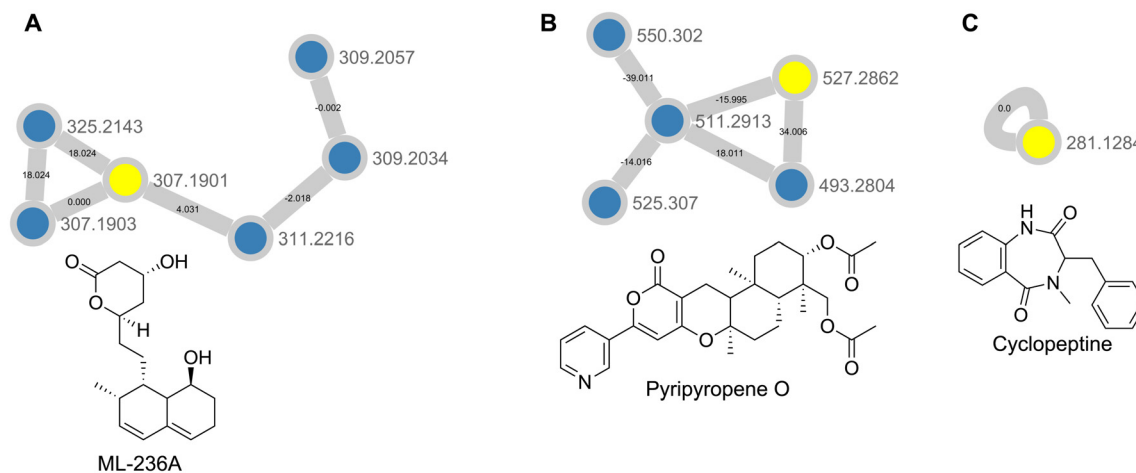 A
309.2057
-0.002
325.2143
18.024
309.2034
18.024
307.1901
-2.018
0.000
4.031
307.1903
311.2216
O
OH
O
H
OH
ML-236A
B
550.302
-39.011
527.2862
-15.995
511.2913
34.006
18.011
-14.016
493.2804
525.307
O
O
O
O
O
O
O
N
Pyripyropene O
C
0.0
281.1284
H
N
O
N
O
Cyclopeptine